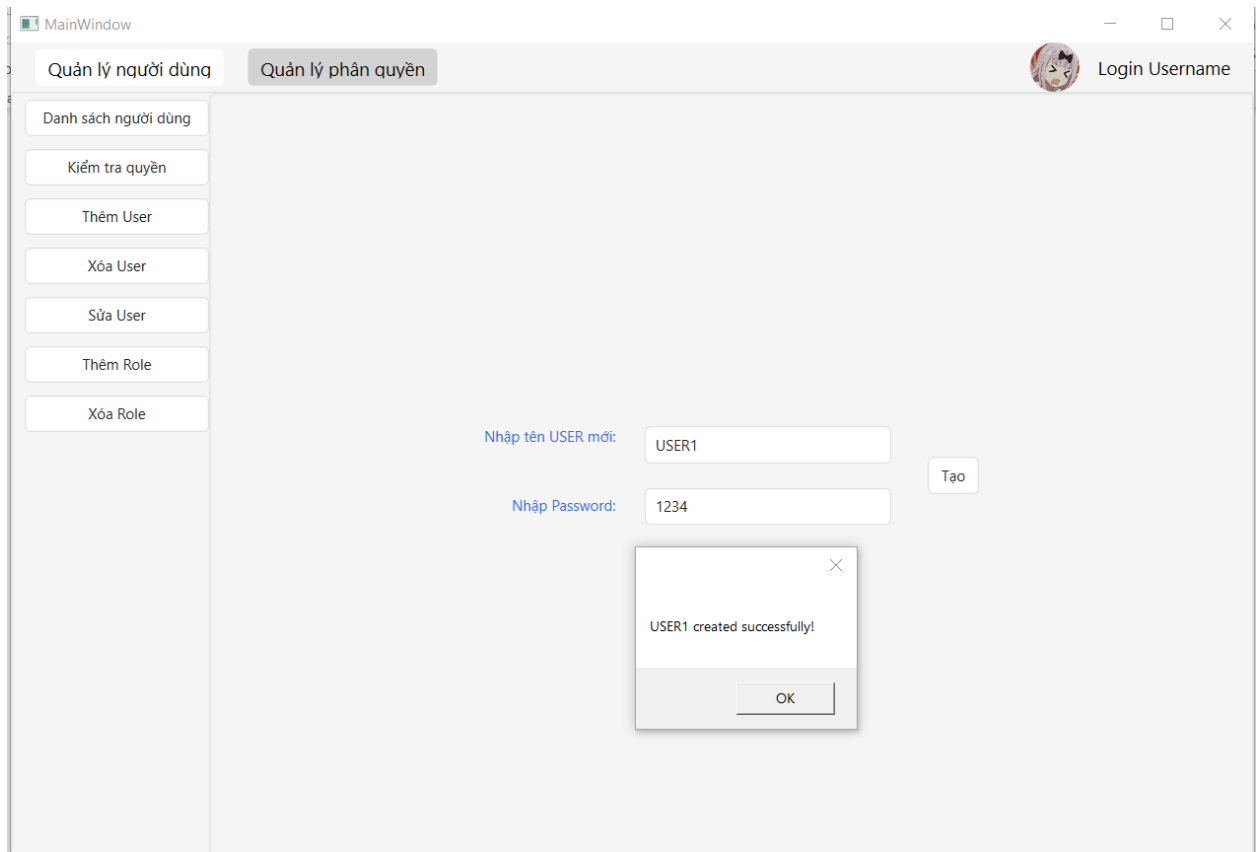 MainWindow
Quản lý người dùng
Quản lý phân quyền
Login Username
Danh sách người dùng
Kiểm tra quyền
Thêm User
Xóa User
Sửa User
Thêm Role
Xóa Role
Nhập tên USER mới:
USER1
Tạo
Nhập Password:
1234
USER1 created successfully!
OK